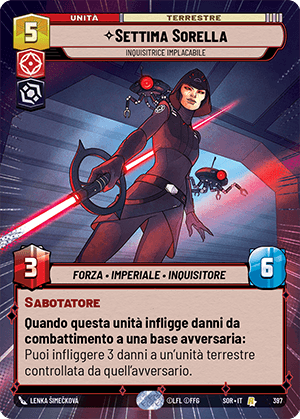 5
UNITÀ
TERRESTRE
SETTIMA SORELLA
INQUISITRICE IMPLACABILE
3
6
FORZA • IMPERIALE • INQUISITORE
SABOTATORE
Quando questa unità infligge danni da
combattimento a una base avversaria:
Puoi infliggere 3 danni a un'unità terrestre
controllata da quell'avversario.
LENKA ŠIMEČKOVÁ
©LFL ©FFG
SOR • IT
397